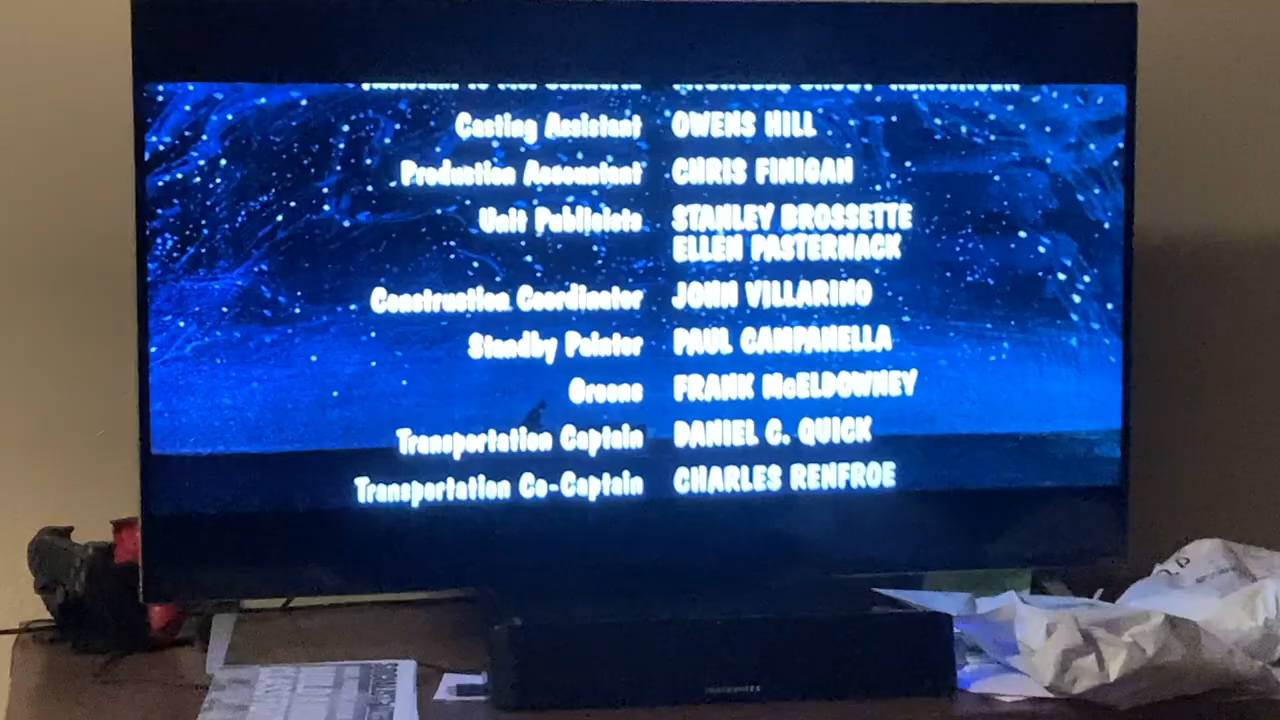 Casting Assistant OWENS HILL
Production Accountant CHRIS FINIGAN
Unit Publicists STANLEY BROSSETTE
ELLEN PASTERNACK
Construction Coordinator JOHN VILLARINO
Standby Painter PAUL CAMPANELLA
Greens FRANK McELDOWNEY
Transportation Captain DANIEL C. QUICK
Transportation Co-Captain CHARLES RENFROE